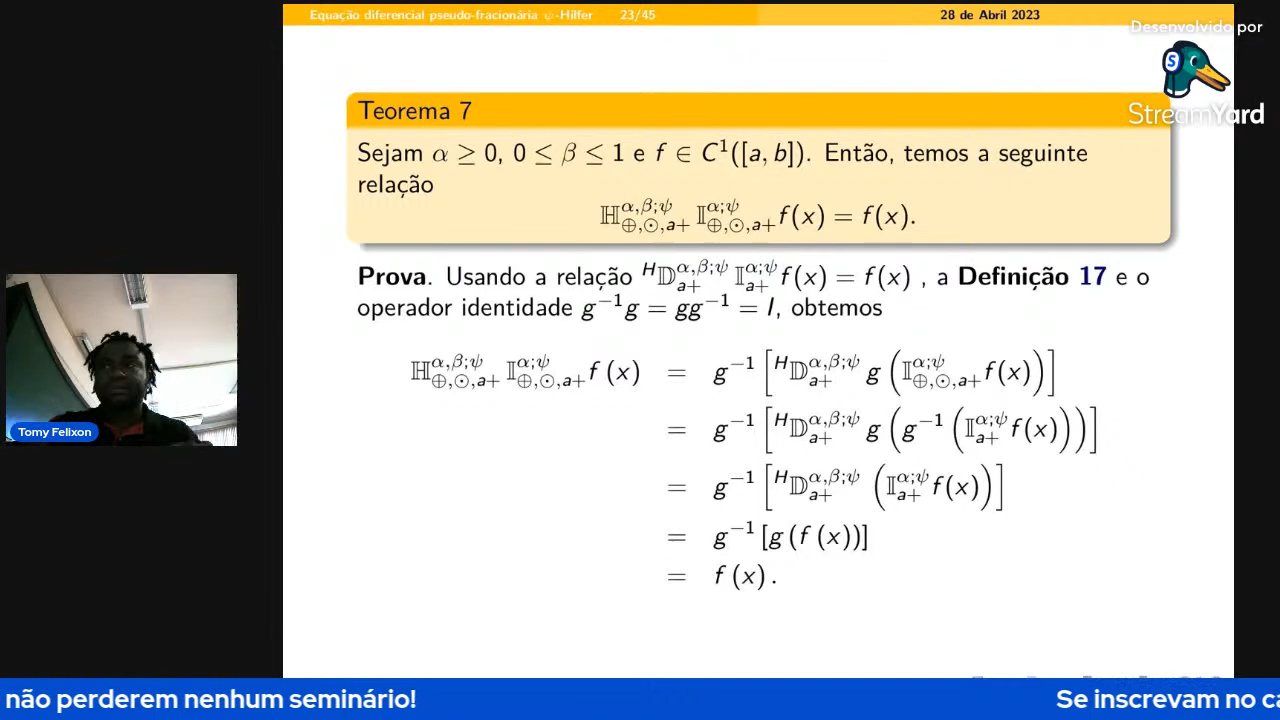 Equação diferencial pseudo-fracionária ψ-Hilfer 23/45 28 de Abril 2023
Desenvolvido por
StreamYard
Teorema 7
Sejam α ≥ 0, 0 ≤ β ≤ 1 e f ∈ C¹([a, b]). Então, temos a seguinte
relação
ℍ^{α,β;ψ}_{⊕,⊙,a+} 𝕀^{α;ψ}_{⊕,⊙,a+} f(x) = f(x).
Prova. Usando a relação ^H𝔻^{α,β;ψ}_{a+} 𝕀^{α;ψ}_{a+} f(x) = f(x) , a Definição 17 e o
operador identidade g⁻¹g = gg⁻¹ = I, obtemos
ℍ^{α,β;ψ}_{⊕,⊙,a+} 𝕀^{α;ψ}_{⊕,⊙,a+} f (x) = g⁻¹ [^H𝔻^{α,β;ψ}_{a+} g (𝕀^{α;ψ}_{⊕,⊙,a+} f(x))]
= g⁻¹ [^H𝔻^{α,β;ψ}_{a+} g (g⁻¹ (𝕀^{α;ψ}_{a+} f(x)))]
= g⁻¹ [^H𝔻^{α,β;ψ}_{a+} (𝕀^{α;ψ}_{a+} f(x))]
= g⁻¹ [g (f (x))]
= f (x) .
Tomy Felixon
não perderem nenhum seminário! Se inscrevam no ca